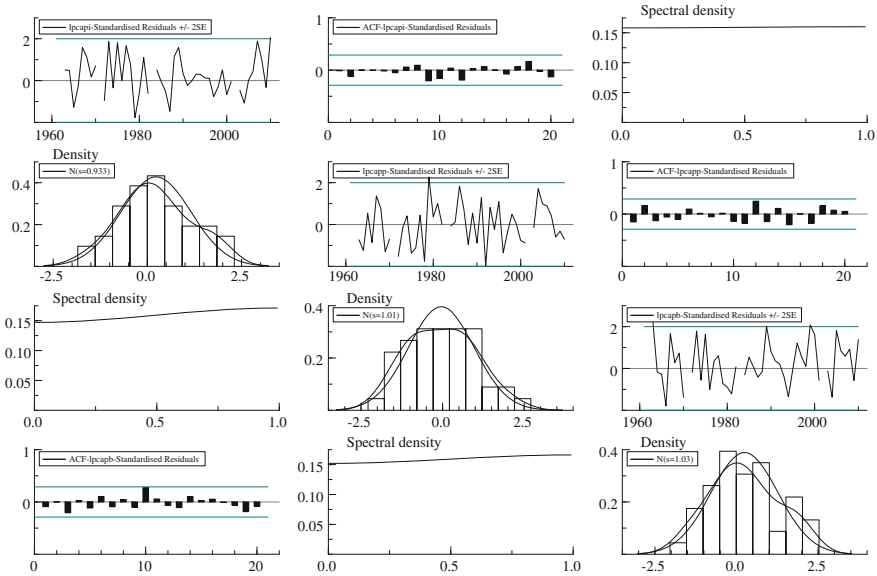 lpcapi-Standardised Residuals +/- 2SE
2
0
1960 1980 2000
ACF-lpcapi-Standardised Residuals
1
0
0 10 20
Spectral density
0.15
0.10
0.05
0.0 0.5 1.0
Density
N(s=0.933)
0.4
0.2
-2.5 0.0 2.5
lpcapp-Standardised Residuals +/- 2SE
2
0
1960 1980 2000
ACF-lpcapp-Standardised Residuals
1
0
0 10 20
Spectral density
0.15
0.10
0.05
0.0 0.5 1.0
Density
N(s=1.01)
0.4
0.2
-2.5 0.0 2.5
lpcapb-Standardised Residuals +/- 2SE
2
0
1960 1980 2000
ACF-lpcapb-Standardised Residuals
1
0
0 10 20
Spectral density
0.15
0.10
0.05
0.0 0.5 1.0
Density
N(s=1.03)
0.4
0.2
-2.5 0.0 2.5